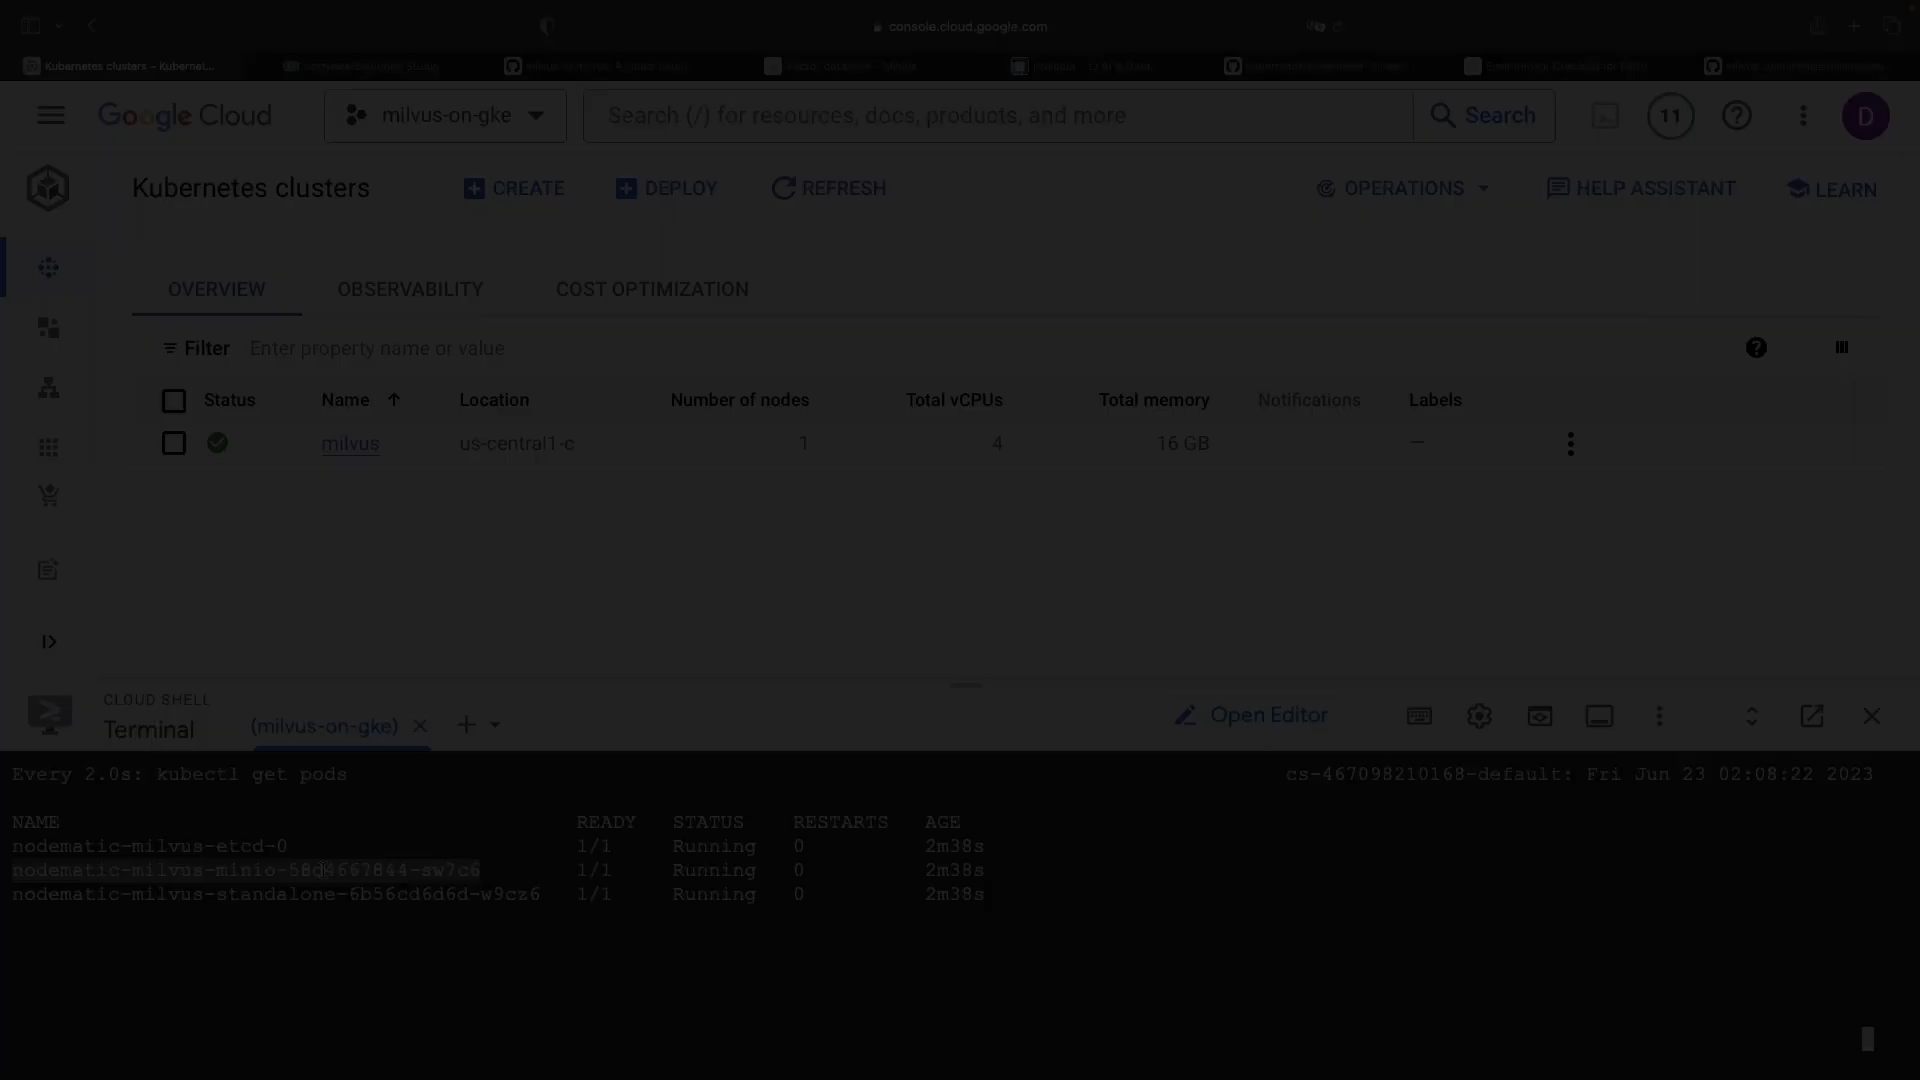 console.cloud.google.com
Kubernetes clusters – Kubernet...
Google Cloud
milvus-on-gke
Search (/) for resources, docs, products, and more
Search
11
D
Kubernetes clusters
CREATE
DEPLOY
REFRESH
OPERATIONS
HELP ASSISTANT
LEARN
OVERVIEW
OBSERVABILITY
COST OPTIMIZATION
Filter
Enter property name or value
Status Name Location Number of nodes Total vCPUs Total memory Notifications Labels
milvus us-central1-c 1 4 16 GB —
CLOUD SHELL
Terminal
(milvus-on-gke)
Open Editor
Every 2.0s: kubectl get pods cs-467098210168-default: Fri Jun 23 02:08:22 2023
NAME READY STATUS RESTARTS AGE
nodematic-milvus-etcd-0 1/1 Running 0 2m38s
nodematic-milvus-minio-58d4667844-sw7c6 1/1 Running 0 2m38s
nodematic-milvus-standalone-6b56cd6d6d-w9cz6 1/1 Running 0 2m38s